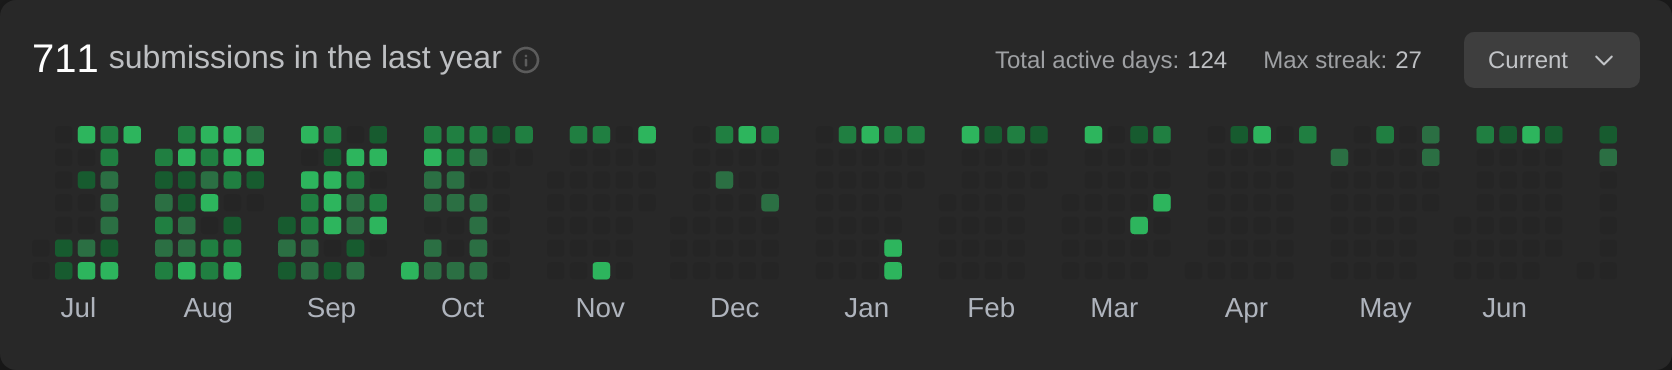 711 submissions in the last year Total active days: 124 Max streak: 27 Current
Jul Aug Sep Oct Nov Dec Jan Feb Mar Apr May Jun